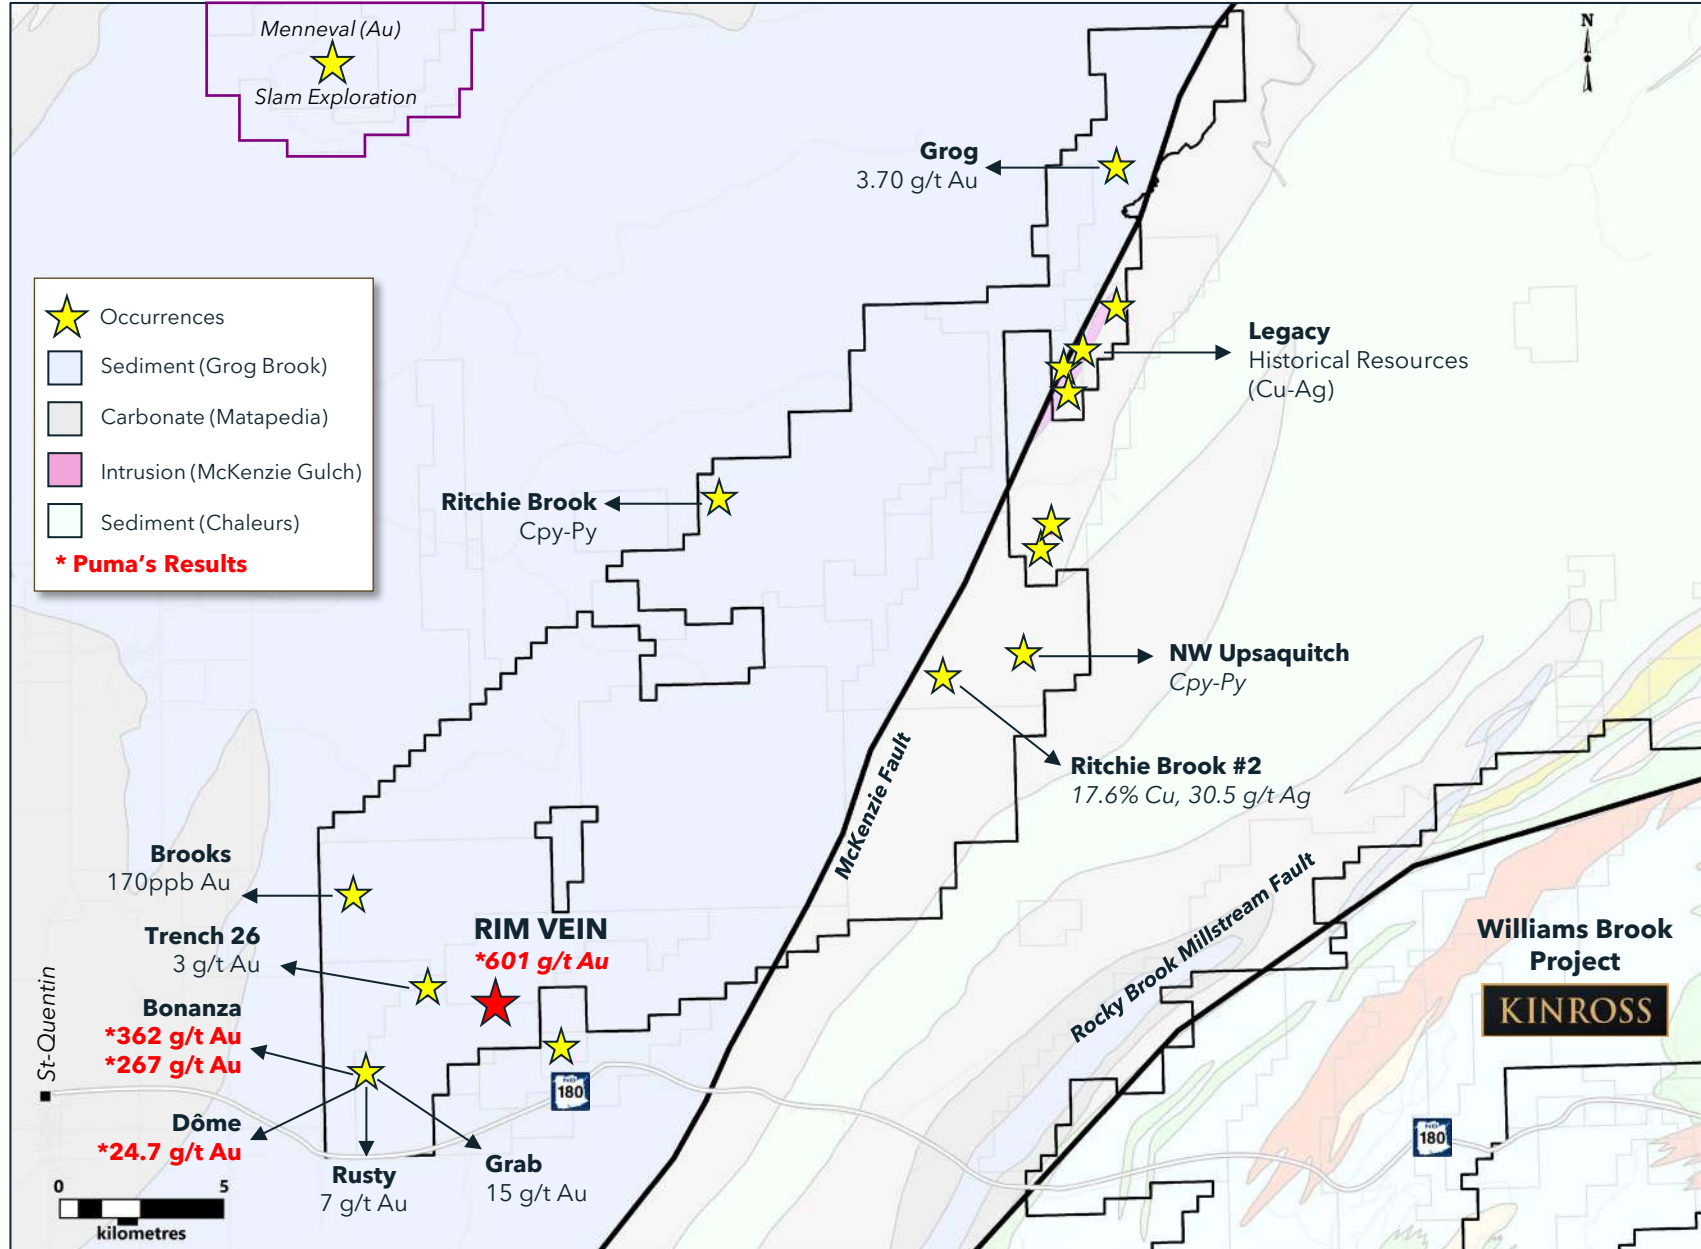 Menneval (Au)
Slam Exploration
N
Grog
3.70 g/t Au
Occurrences
Sediment (Grog Brook)
Carbonate (Matapedia)
Intrusion (McKenzie Gulch)
Sediment (Chaleurs)
* Puma's Results
Legacy
Historical Resources
(Cu-Ag)
Ritchie Brook
Cpy-Py
NW Upsaquitch
Cpy-Py
Ritchie Brook #2
17.6% Cu, 30.5 g/t Ag
McKenzie Fault
Rocky Brook Millstream Fault
Brooks
170ppb Au
Trench 26
3 g/t Au
RIM VEIN
*601 g/t Au
Bonanza
*362 g/t Au
*267 g/t Au
Dôme
*24.7 g/t Au
Rusty
7 g/t Au
Grab
15 g/t Au
St-Quentin
NB
180
Williams Brook
Project
KINROSS
NB
180
0 5
kilometres